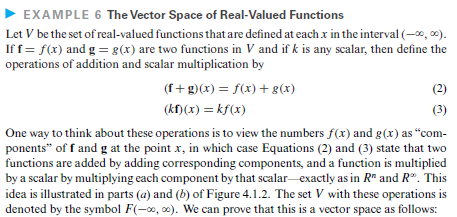 ▶ EXAMPLE 6 The Vector Space of Real-Valued Functions
Let V be the set of real-valued functions that are defined at each x in the interval (−∞, ∞).
If f = f(x) and g = g(x) are two functions in V and if k is any scalar, then define the
operations of addition and scalar multiplication by
(f + g)(x) = f(x) + g(x) (2)
(kf)(x) = kf(x) (3)
One way to think about these operations is to view the numbers f(x) and g(x) as “com-
ponents” of f and g at the point x, in which case Equations (2) and (3) state that two
functions are added by adding corresponding components, and a function is multiplied
by a scalar by multiplying each component by that scalar—exactly as in Rⁿ and R^∞. This
idea is illustrated in parts (a) and (b) of Figure 4.1.2. The set V with these operations is
denoted by the symbol F(−∞, ∞). We can prove that this is a vector space as follows: